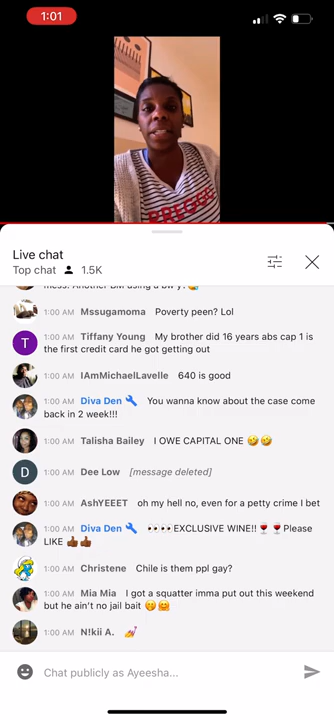 1:01
PREGGE
Live chat
Top chat 1.5K
1:00 AM Mssugamoma Poverty peen? Lol
T 1:00 AM Tiffany Young My brother did 16 years abs cap 1 is
the first credit card he got getting out
1:00 AM IAmMichaelLavelle 640 is good
1:00 AM Diva Den You wanna know about the case come
back in 2 week!!!
1:00 AM Talisha Bailey I OWE CAPITAL ONE 🤣🤣
D 1:00 AM Dee Low [message deleted]
1:00 AM AshYEEET oh my hell no, even for a petty crime I bet
1:00 AM Diva Den 👀👀EXCLUSIVE WINE!!🍷🍷Please
LIKE 👍🏾👍🏾
1:00 AM Christene Chile is them ppl gay?
1:00 AM Mia Mia I got a squatter imma put out this weekend
but he ain't no jail bait 😋🤗
1:00 AM N!kii A. 💅
Chat publicly as Ayeesha...